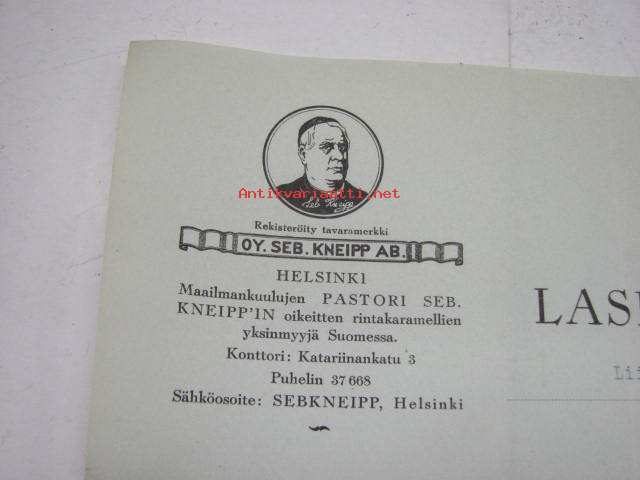 Seb. Kneipp
Antikvariaatti.net
Rekisteröity tavaramerkki
OY. SEB. KNEIPP AB.
HELSINKI
Maailmankuulujen PASTORI SEB.
KNEIPP'IN oikeitten rintakaramellien
yksinmyyjä Suomessa.
Konttori: Katariinankatu 3
Puhelin 37 668
Sähköosoite: SEBKNEIPP, Helsinki
LAS
Lii